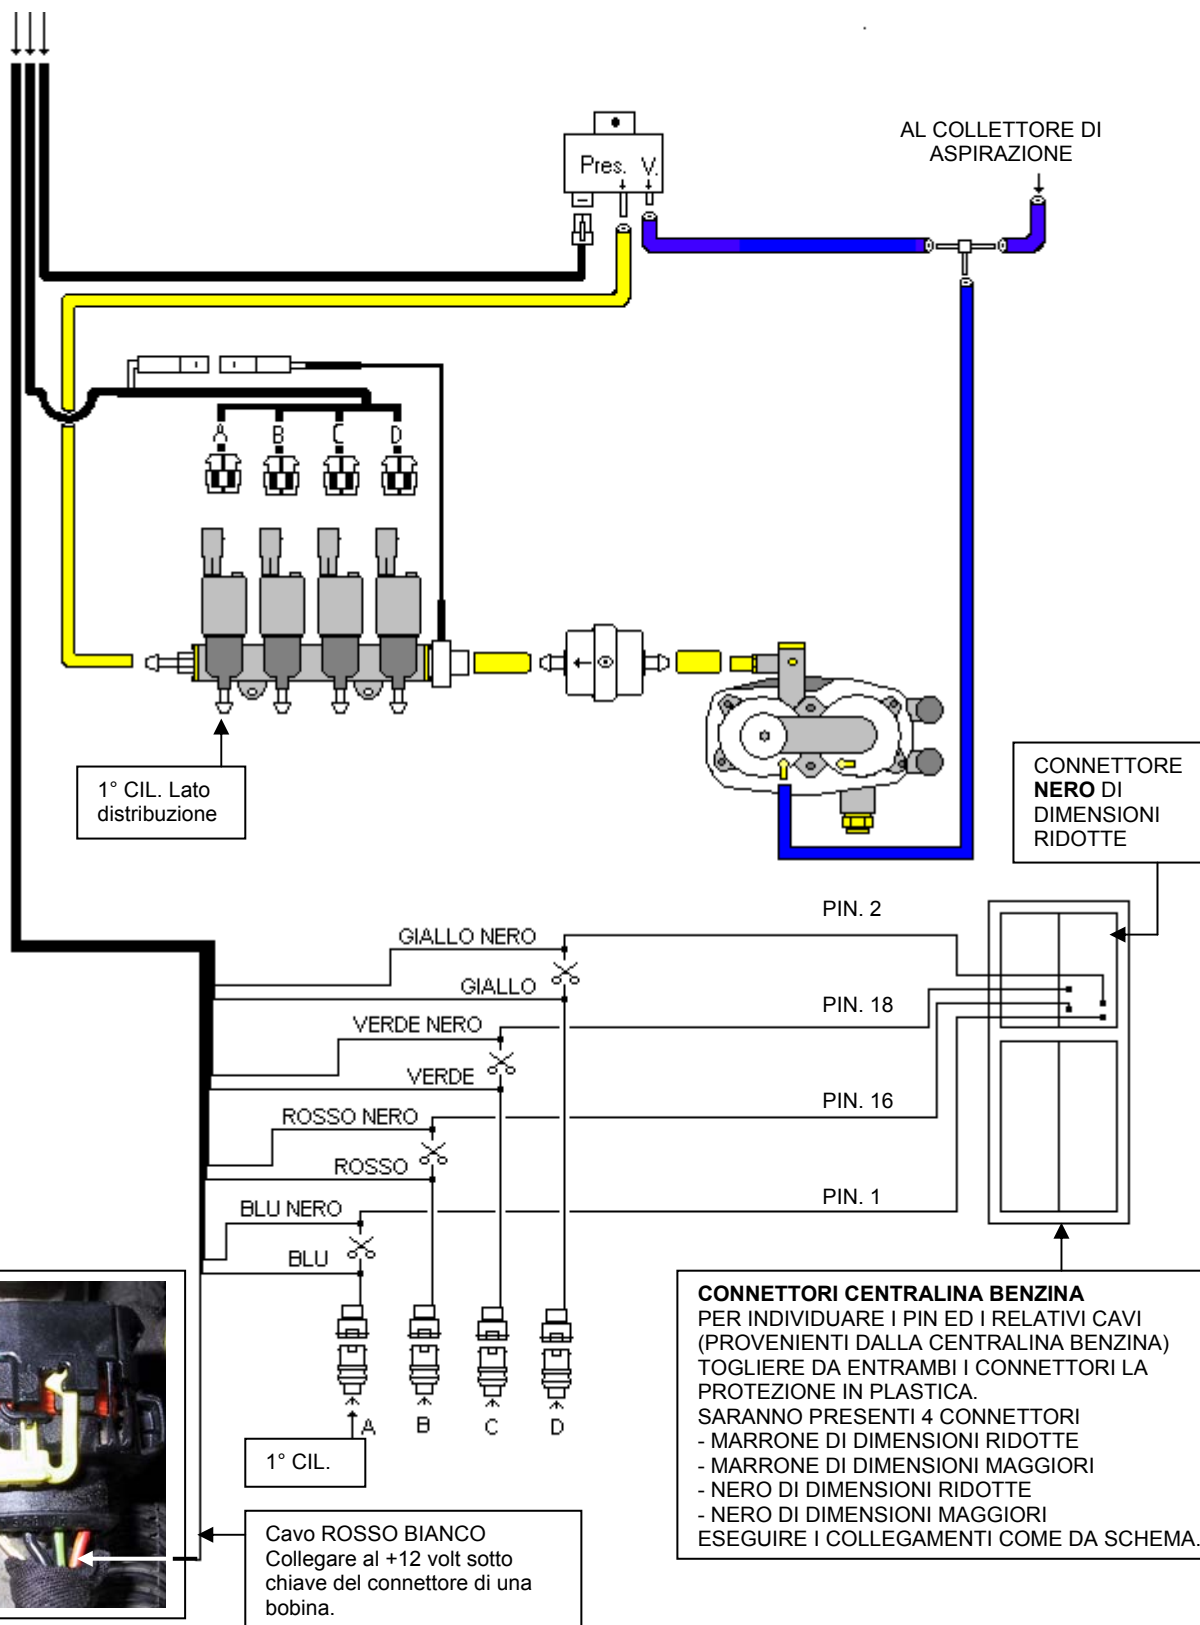 AL COLLETTORE DI
ASPIRAZIONE
Pres. V.
A B C D
1° CIL. Lato
distribuzione
CONNETTORE
NERO DI
DIMENSIONI
RIDOTTE
PIN. 2
GIALLO NERO
GIALLO
PIN. 18
VERDE NERO
VERDE
PIN. 16
ROSSO NERO
ROSSO
PIN. 1
BLU NERO
BLU
A B C D
1° CIL.
CONNETTORI CENTRALINA BENZINA
PER INDIVIDUARE I PIN ED I RELATIVI CAVI
(PROVENIENTI DALLA CENTRALINA BENZINA)
TOGLIERE DA ENTRAMBI I CONNETTORI LA
PROTEZIONE IN PLASTICA.
SARANNO PRESENTI 4 CONNETTORI
- MARRONE DI DIMENSIONI RIDOTTE
- MARRONE DI DIMENSIONI MAGGIORI
- NERO DI DIMENSIONI RIDOTTE
- NERO DI DIMENSIONI MAGGIORI
ESEGUIRE I COLLEGAMENTI COME DA SCHEMA.
Cavo ROSSO BIANCO
Collegare al +12 volt sotto
chiave del connettore di una
bobina.